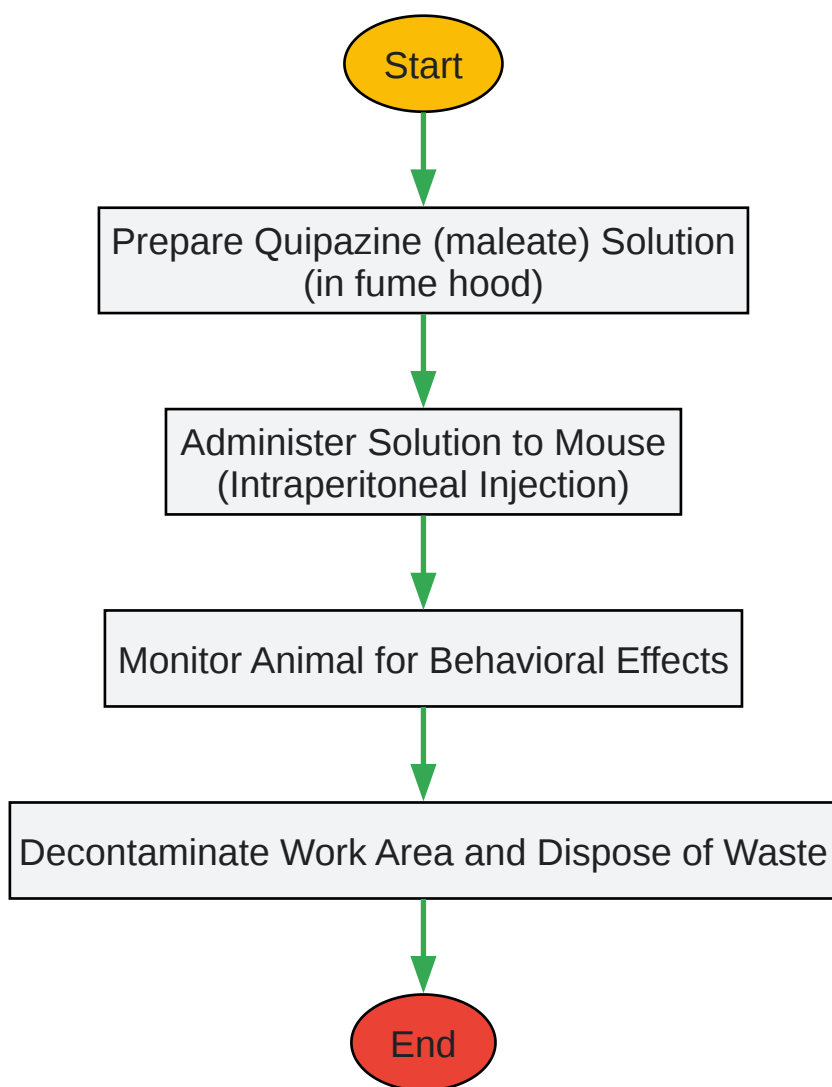 Start
Prepare Quipazine (maleate) Solution
(in fume hood)
Administer Solution to Mouse
(Intraperitoneal Injection)
Monitor Animal for Behavioral Effects
Decontaminate Work Area and Dispose of Waste
End